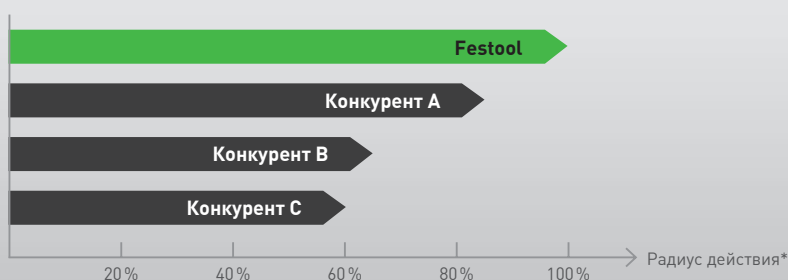 Festool
Конкурент A
Конкурент B
Конкурент C
20 % 40 % 60 % 80 % 100 % Радиус действия*